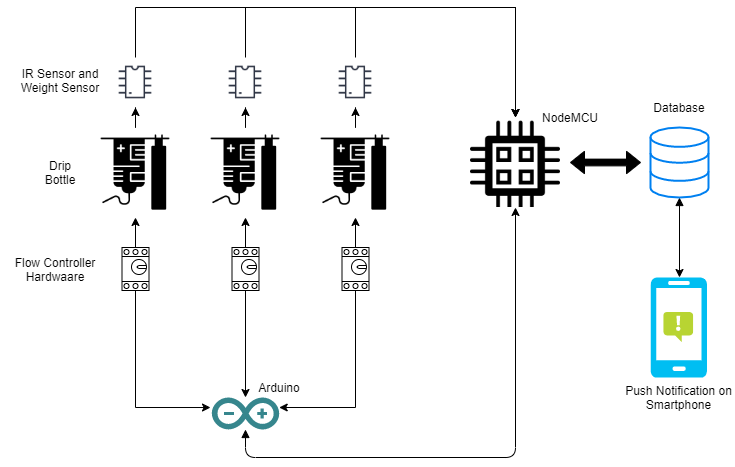 IR Sensor and
Weight Sensor
NodeMCU
Database
Drip
Bottle
Flow Controller
Hardwaare
Arduino
Push Notification on
Smartphone